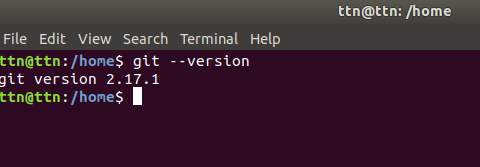 ttn@ttn: /home
File Edit View Search Terminal Help
ttn@ttn:/home$ git --version
git version 2.17.1
ttn@ttn:/home$